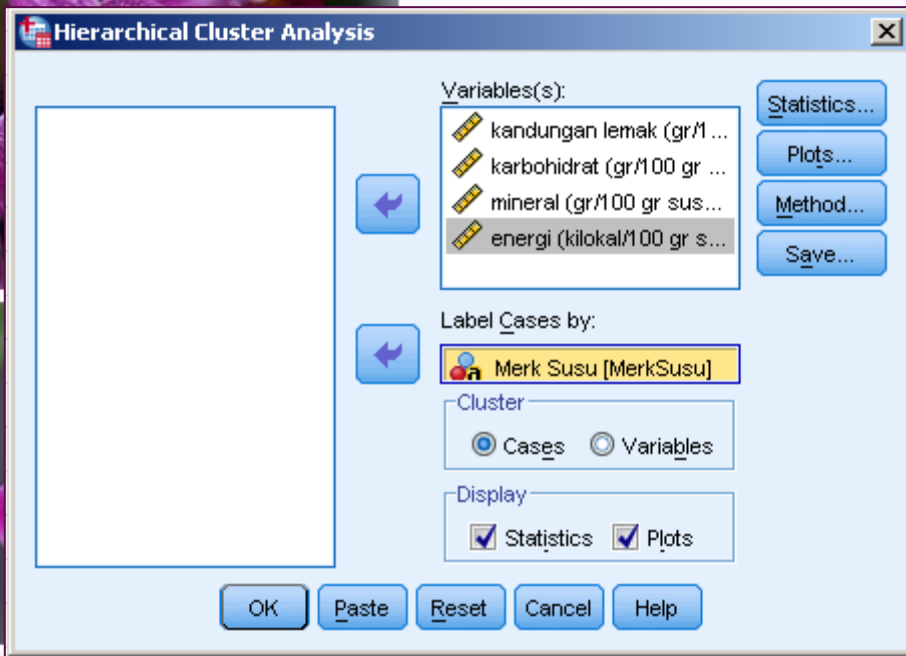 Hierarchical Cluster Analysis
Variables(s):
kandungan lemak (gr/1...
karbohidrat (gr/100 gr ...
mineral (gr/100 gr sus...
energi (kilokal/100 gr s...
Statistics...
Plots...
Method...
Save...
Label Cases by:
Merk Susu [MerkSusu]
Cluster
Cases Variables
Display
Statistics Plots
OK Paste Reset Cancel Help